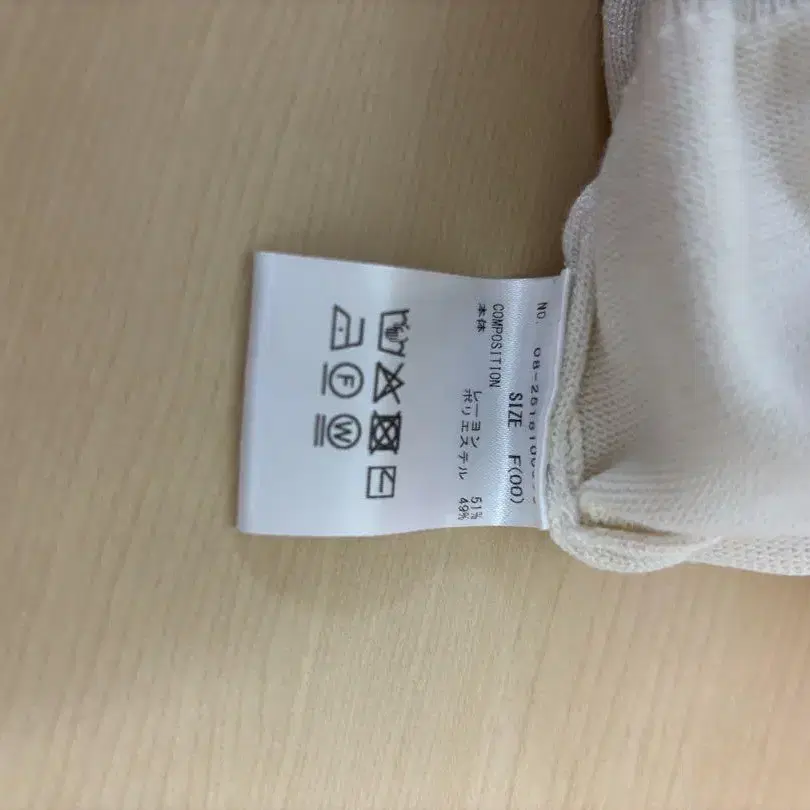 NO.
SIZE F(00)
COMPOSITION
本体
レーヨン 51%
ポリエステル 49%
F
W